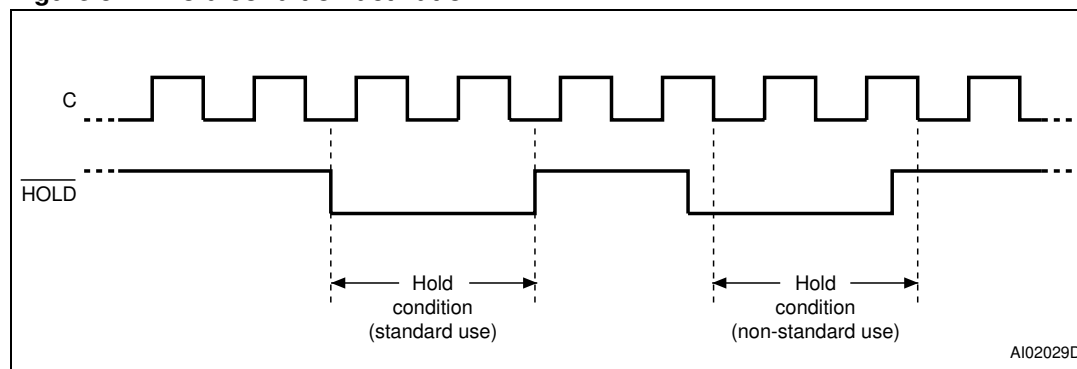 C
HOLD
Hold
condition
(standard use)
Hold
condition
(non-standard use)
AI02029D